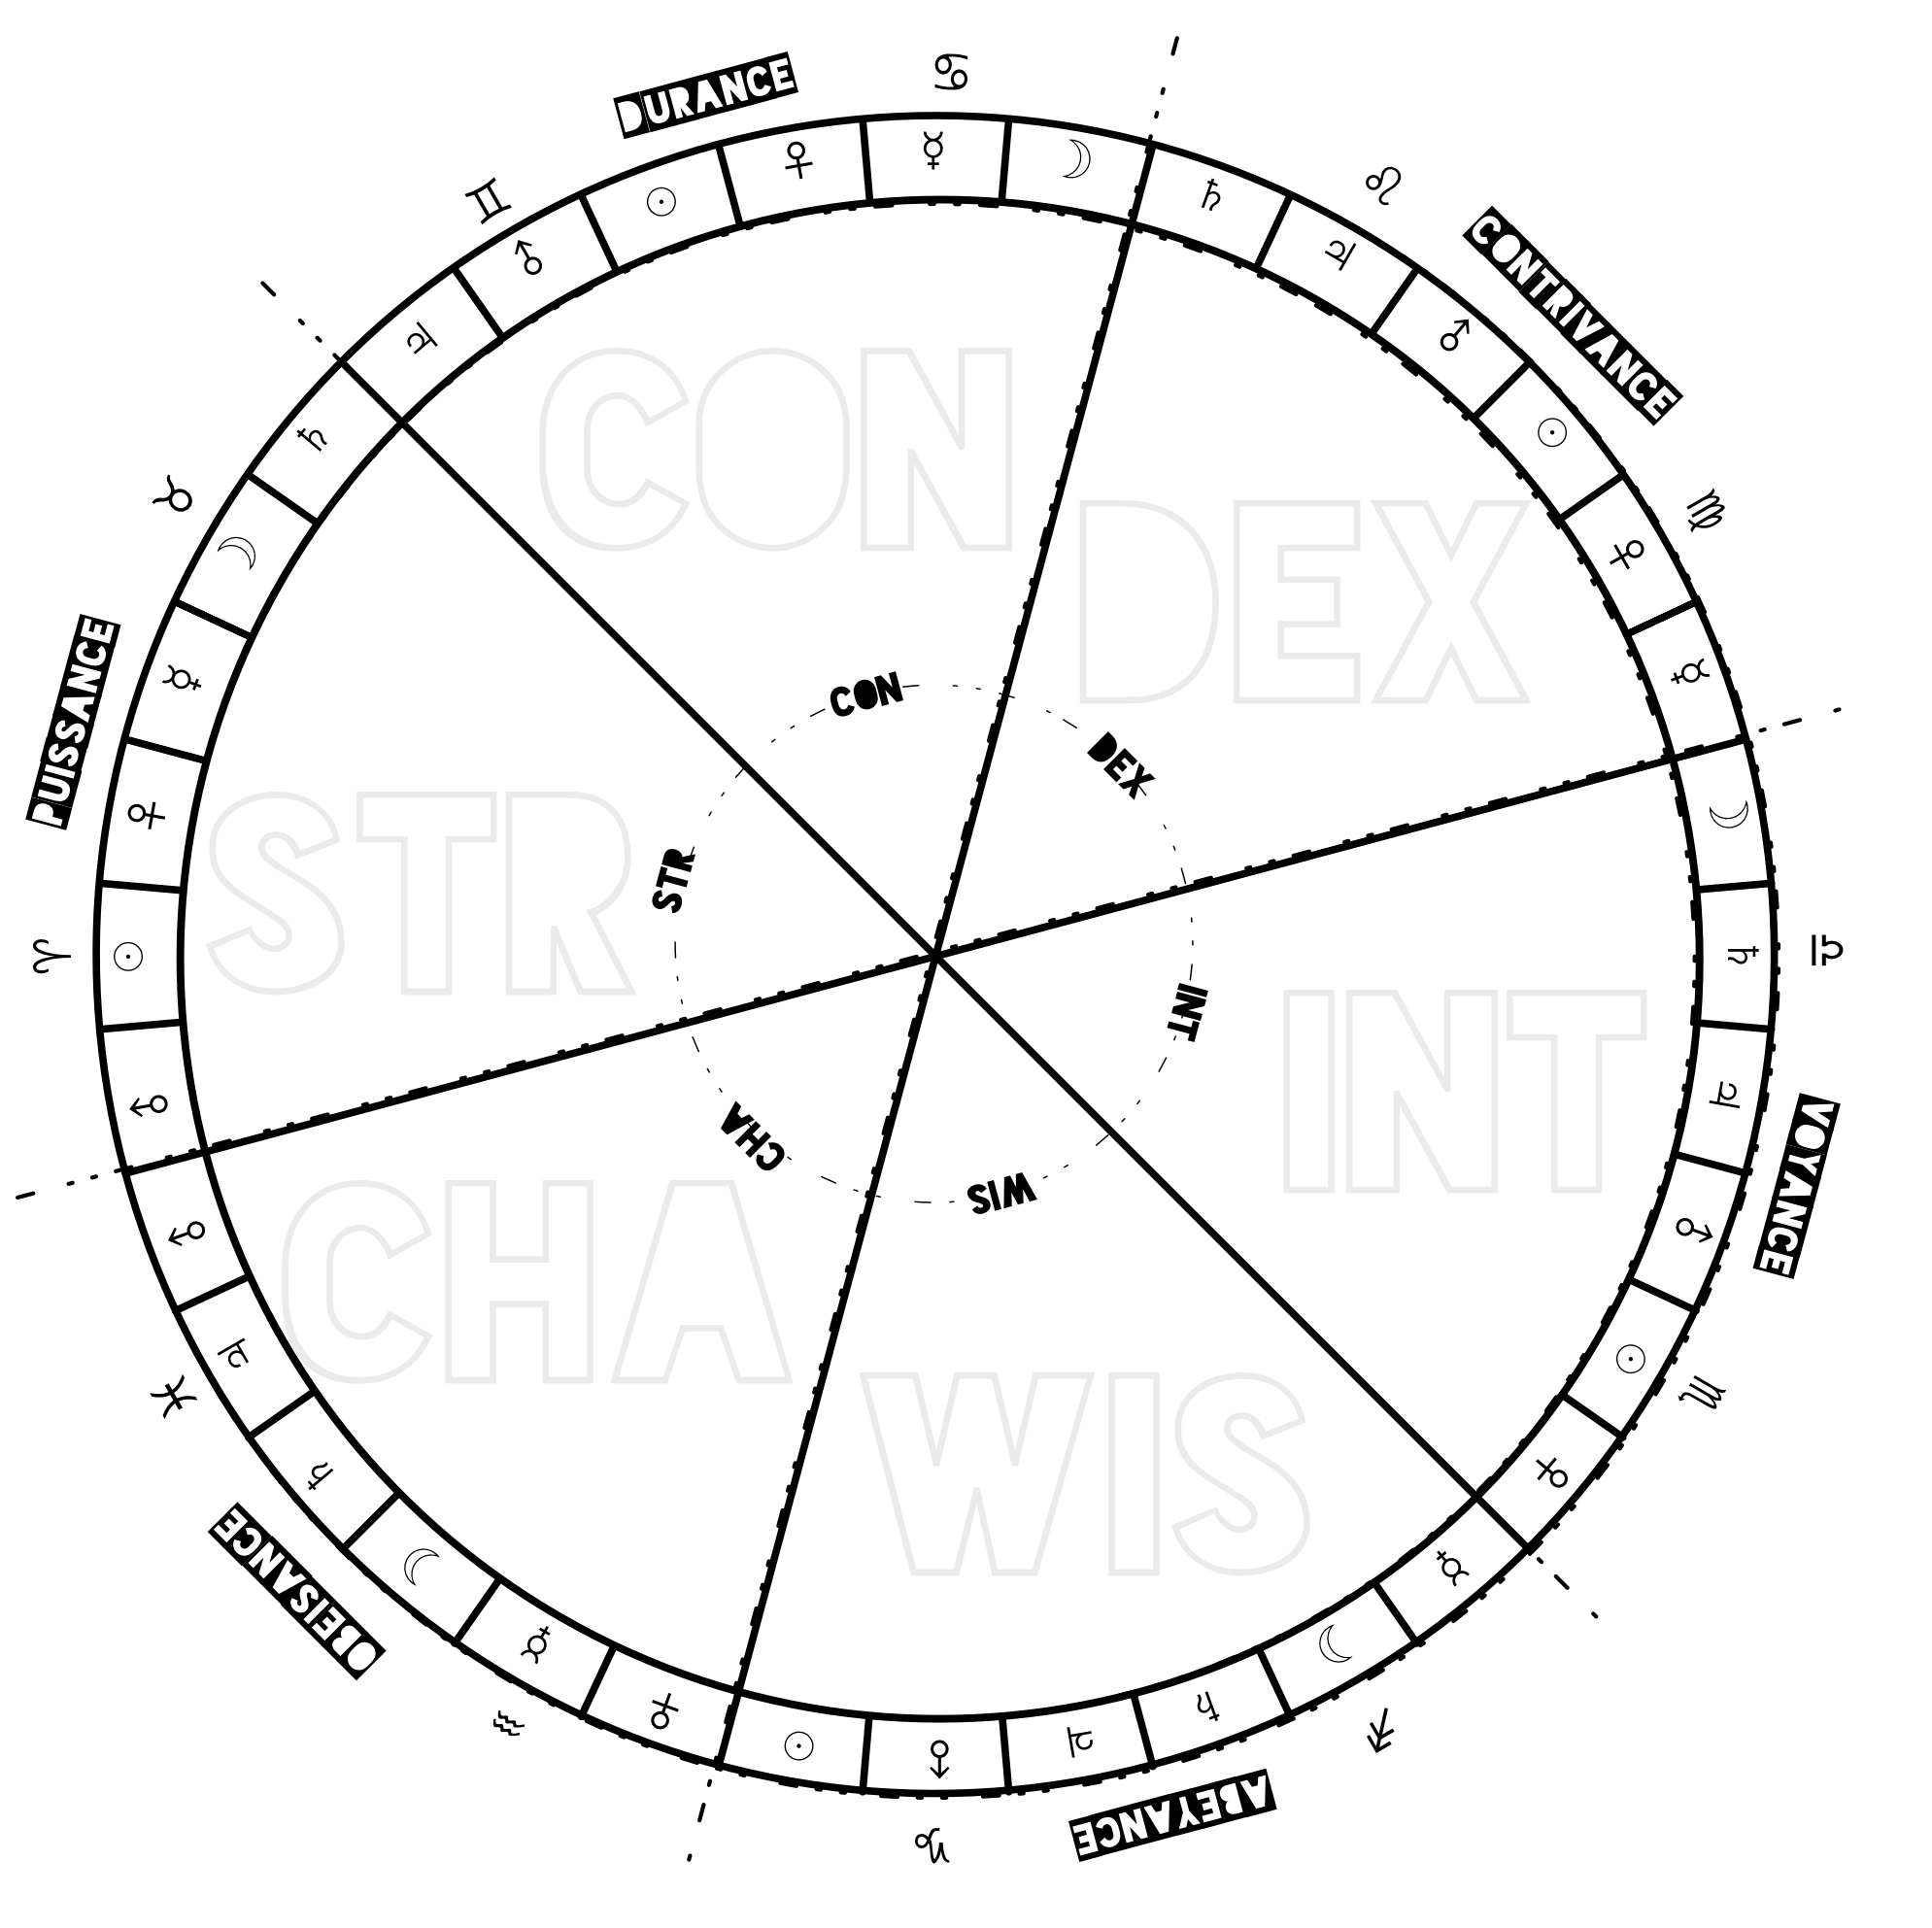 DURANCE
CONTRIVANCE
VOYANCE
ABEYANCE
OBEISANCE
PUISSANCE
CON
DEX
INT
WIS
CHA
STR
CON
DEX
INT
WIS
CHA
STR
♋
♌
♍
♎
♏
♐
♑
♒
♓
♈
♉
♊
☿
☽
♄
♃
♂
☉
♀
☿
☽
♄
♃
♂
☉
♀
☿
☽
♄
♃
♂
☉
♀
☿
☽
♄
♃
♂
♂
☉
♀
☿
☽
♄
♃
♂
☉
♀